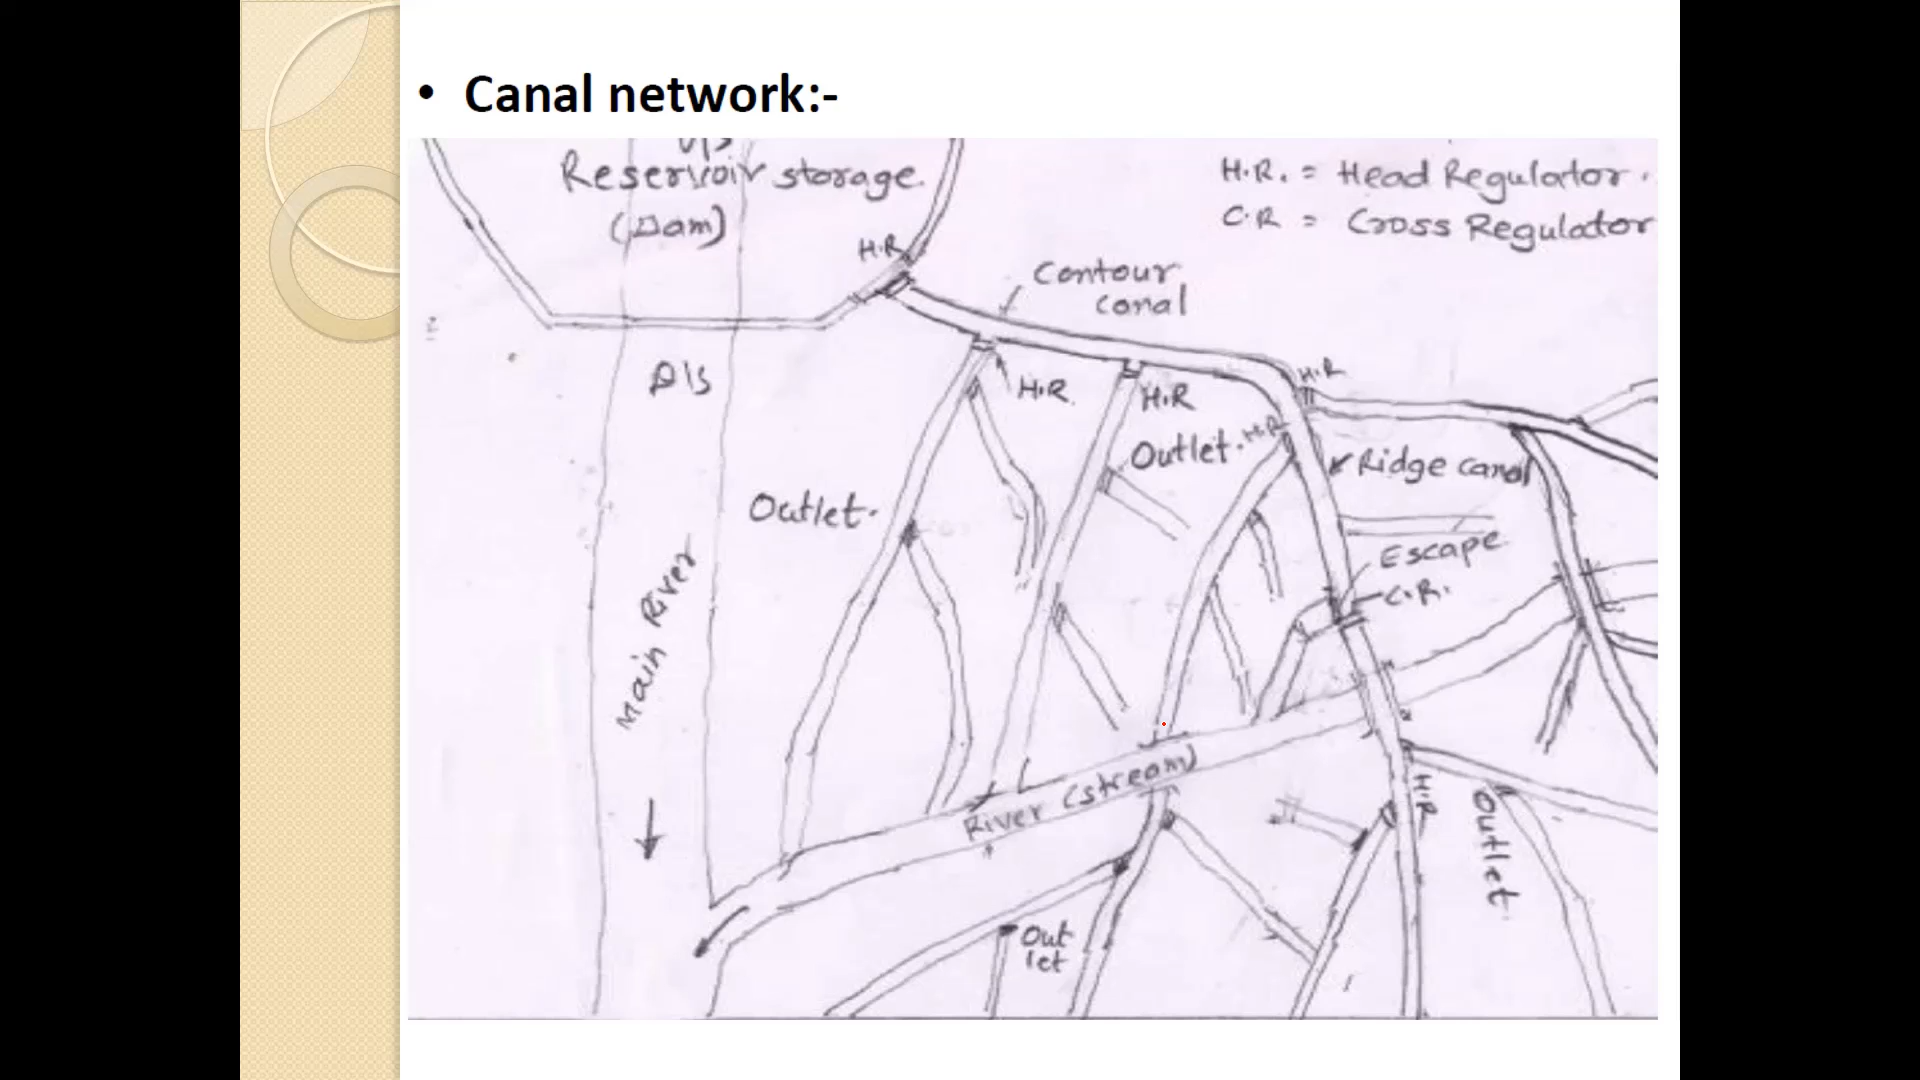 • Canal network:-
U/S
Reservoir storage.
(Dam)
H.R. = Head Regulator.
C.R = Cross Regulator
H.R
Contour
canal
D/S
H.R.
H.R
H.R
Outlet.
H.R
Ridge canal
Outlet.
Escape
C.R.
Main River
River (stream)
H.R
Outlet
Out
let